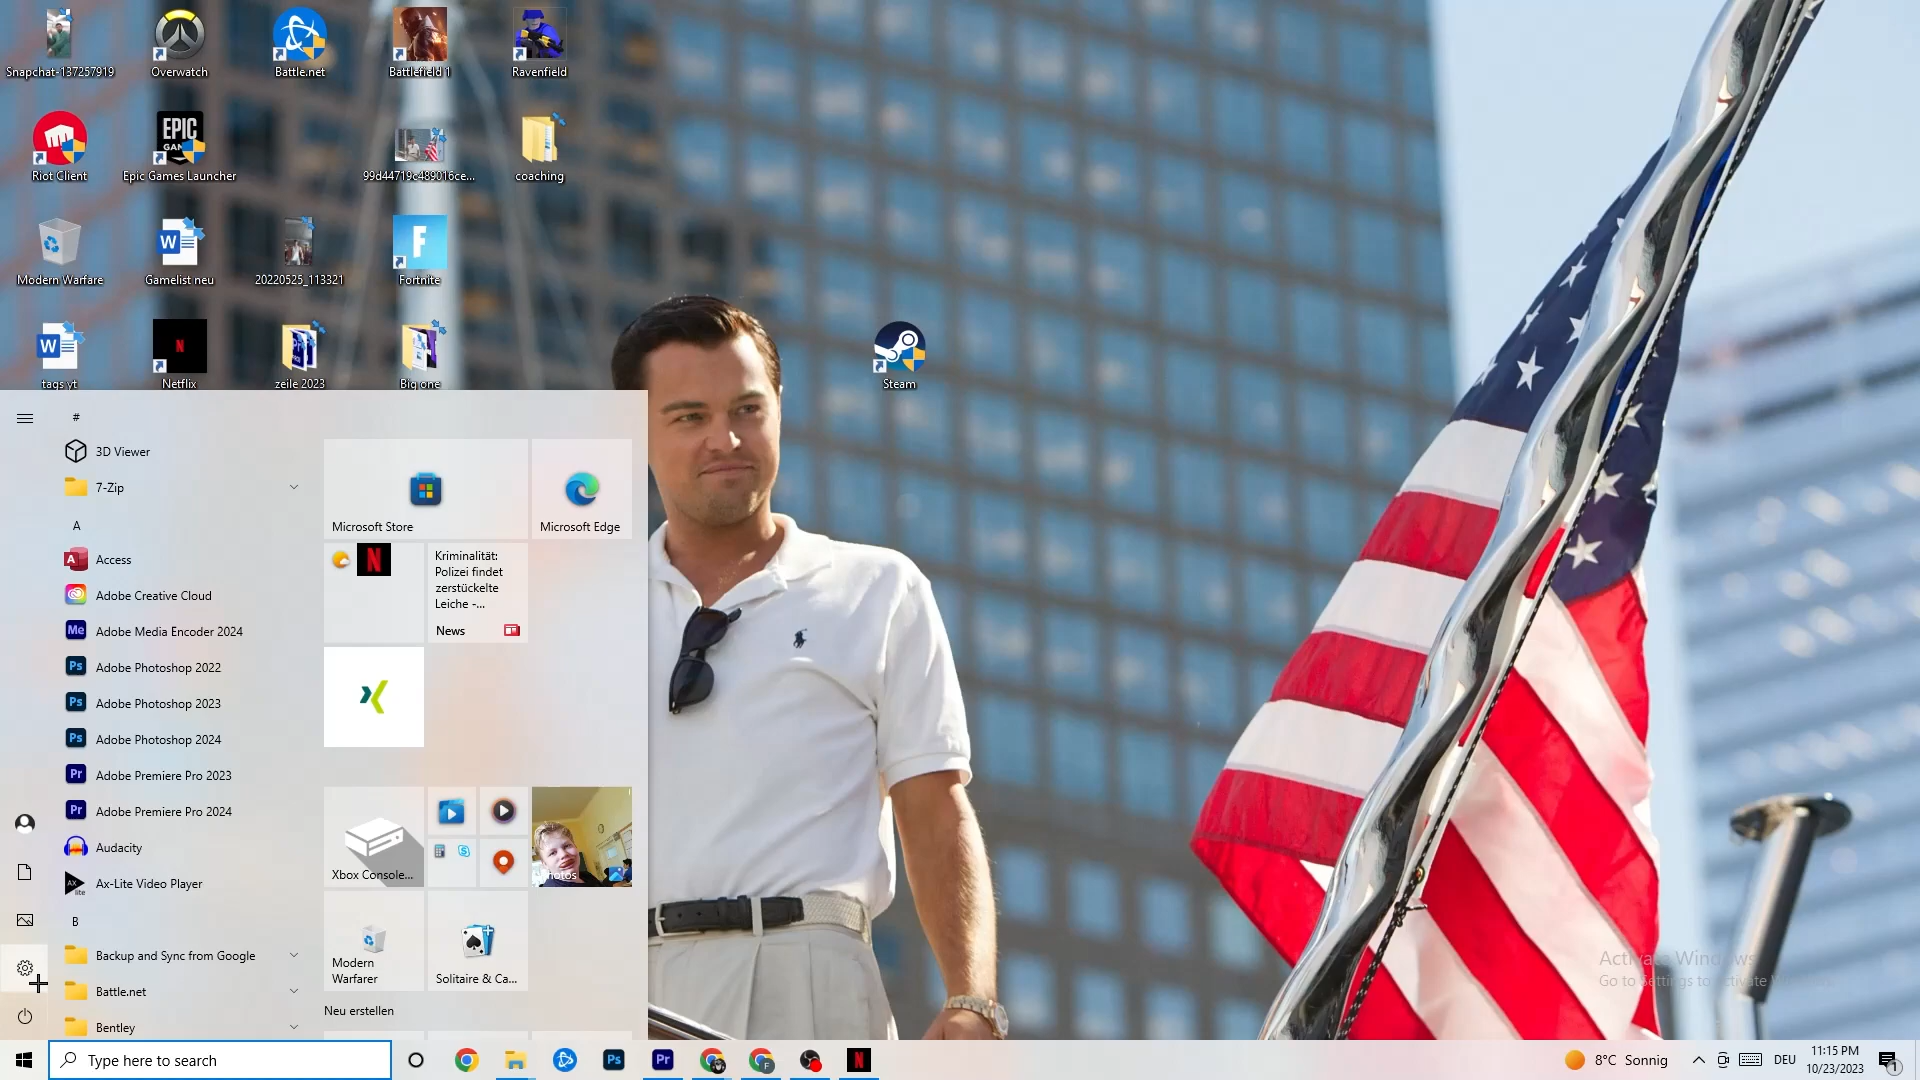 Snapchat-137257919
Overwatch
Battle.net
Battlefield 1
Ravenfield
Riot Client
EPIC
Epic Games Launcher
99d44719c489016ce...
coaching
Modern Warfare
Gamelist neu
20220525_113321
Fortnite
tags yt
Netflix
zeile 2023
Big one
Steam
#
3D Viewer
7-Zip
A
Access
Adobe Creative Cloud
Adobe Media Encoder 2024
Adobe Photoshop 2022
Adobe Photoshop 2023
Adobe Photoshop 2024
Adobe Premiere Pro 2023
Adobe Premiere Pro 2024
Audacity
Ax-Lite Video Player
B
Backup and Sync from Google
Battle.net
Bentley
Microsoft Store
Microsoft Edge
Kriminalität:
Polizei findet
zerstückelte
Leiche -...
News
Xbox Console...
Modern
Warfarer
Solitaire & Ca...
Neu erstellen
Activate Windows
Go to Settings to activate
Type here to search
8°C Sonnig
DEU
11:15 PM
10/23/2023